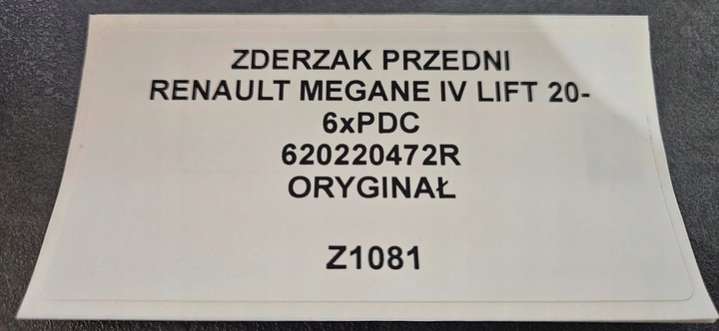 ZDERZAK PRZEDNI
RENAULT MEGANE IV LIFT 20-
6xPDC
620220472R
ORYGINAŁ
Z1081